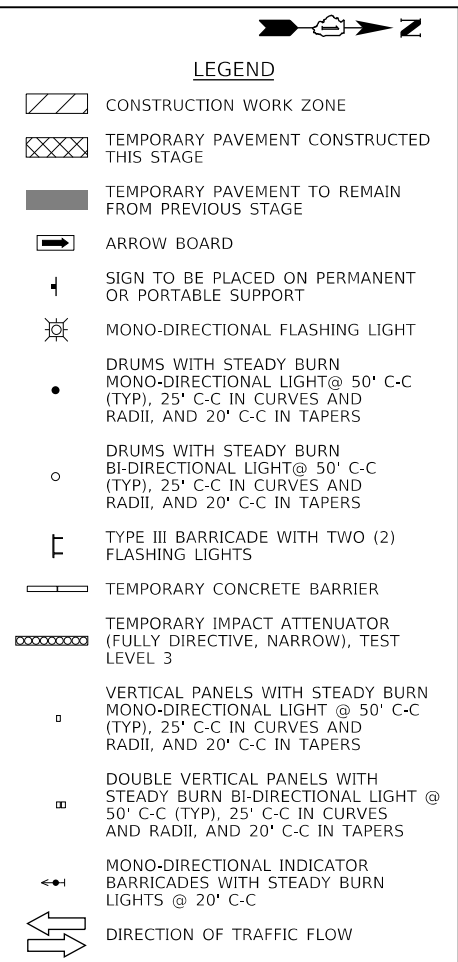 N
LEGEND
CONSTRUCTION WORK ZONE
TEMPORARY PAVEMENT CONSTRUCTED
THIS STAGE
TEMPORARY PAVEMENT TO REMAIN
FROM PREVIOUS STAGE
ARROW BOARD
SIGN TO BE PLACED ON PERMANENT
OR PORTABLE SUPPORT
MONO-DIRECTIONAL FLASHING LIGHT
DRUMS WITH STEADY BURN
MONO-DIRECTIONAL LIGHT@ 50' C-C
(TYP), 25' C-C IN CURVES AND
RADII, AND 20' C-C IN TAPERS
DRUMS WITH STEADY BURN
BI-DIRECTIONAL LIGHT@ 50' C-C
(TYP), 25' C-C IN CURVES AND
RADII, AND 20' C-C IN TAPERS
TYPE III BARRICADE WITH TWO (2)
FLASHING LIGHTS
TEMPORARY CONCRETE BARRIER
TEMPORARY IMPACT ATTENUATOR
(FULLY DIRECTIVE, NARROW), TEST
LEVEL 3
VERTICAL PANELS WITH STEADY BURN
MONO-DIRECTIONAL LIGHT @ 50' C-C
(TYP), 25' C-C IN CURVES AND
RADII, AND 20' C-C IN TAPERS
DOUBLE VERTICAL PANELS WITH
STEADY BURN BI-DIRECTIONAL LIGHT @
50' C-C (TYP), 25' C-C IN CURVES
AND RADII, AND 20' C-C IN TAPERS
MONO-DIRECTIONAL INDICATOR
BARRICADES WITH STEADY BURN
LIGHTS @ 20' C-C
DIRECTION OF TRAFFIC FLOW